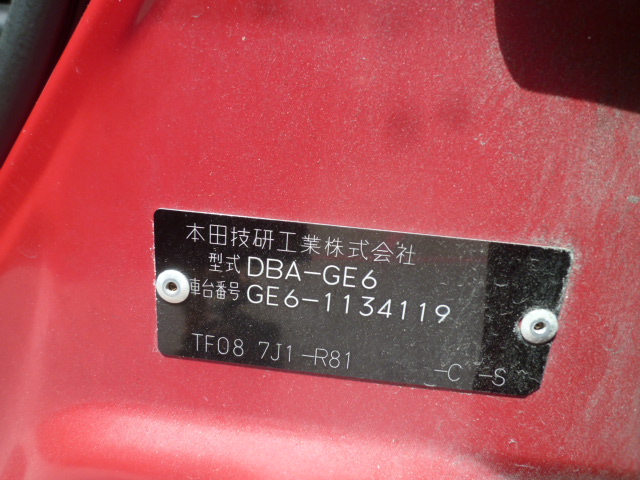 本田技研工業株式会社
型式 DBA-GE6
車台番号 GE6-1134119
TF08 7J1-R81 -C -S